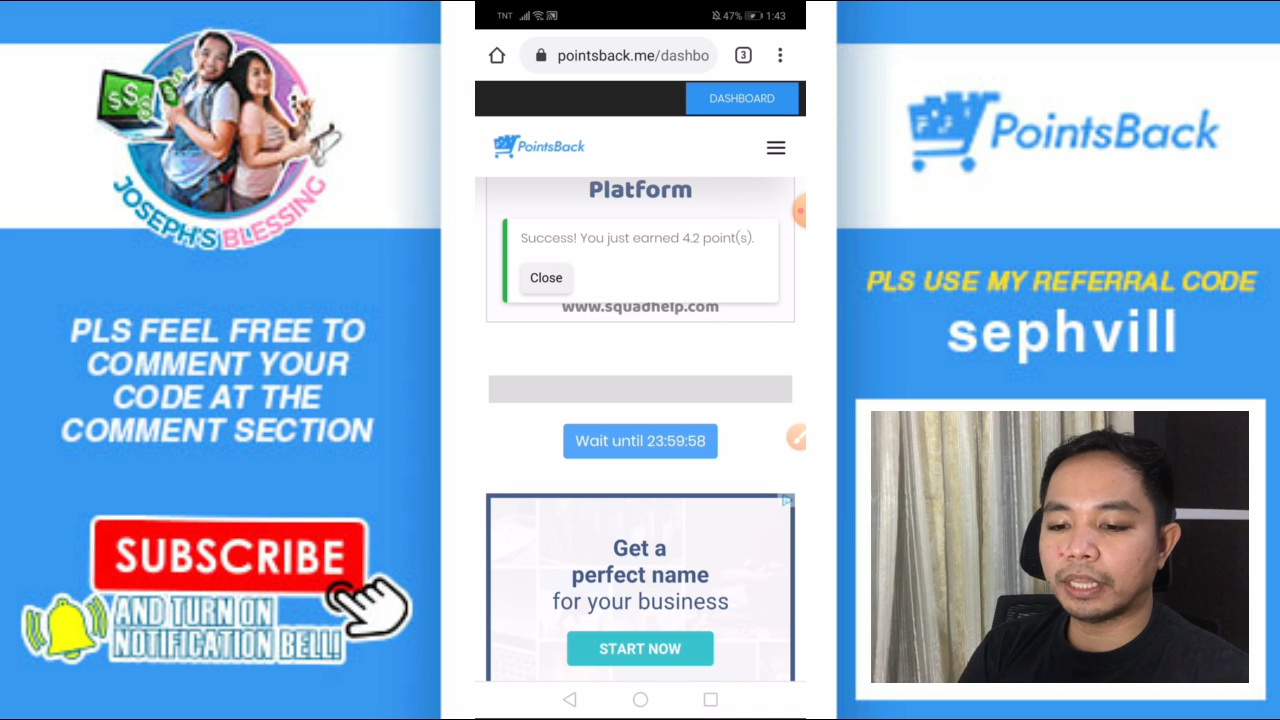 JOSEPH'S BLESSING
PLS FEEL FREE TO
COMMENT YOUR
CODE AT THE
COMMENT SECTION
SUBSCRIBE
AND TURN ON
NOTIFICATION BELL!
TNT
47%
1:43
pointsback.me/dashbo
3
DASHBOARD
PointsBack
Platform
Success! You just earned 4.2 point(s).
Close
www.squadhelp.com
Wait until 23:59:58
Get a
perfect name
for your business
START NOW
PointsBack
PLS USE MY REFERRAL CODE
sephvill